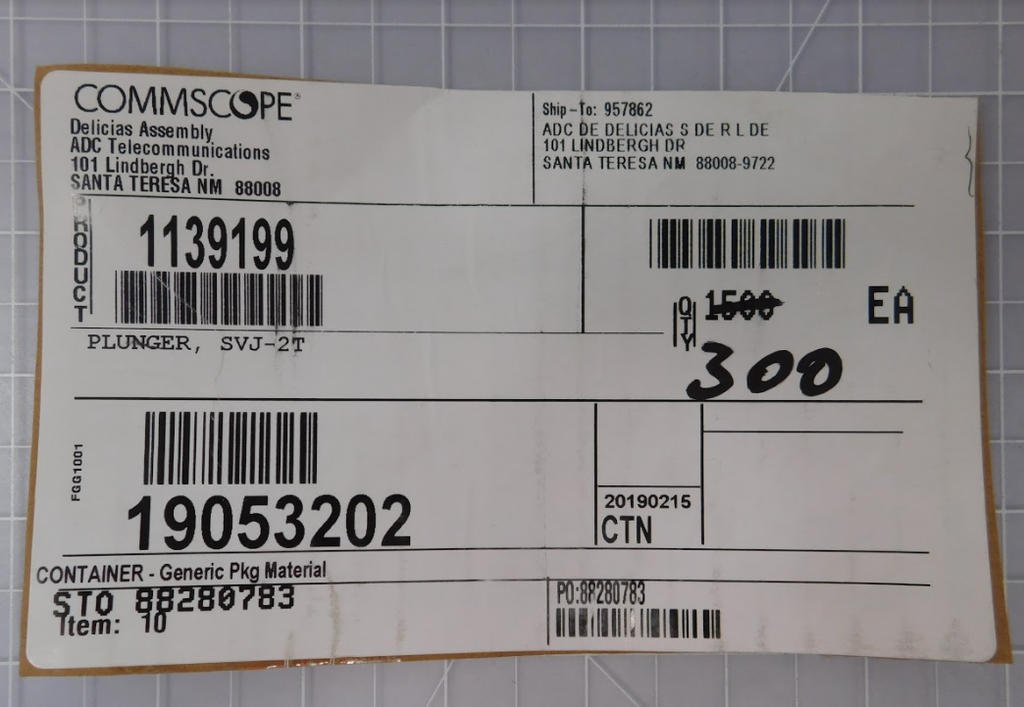 COMMSCOPE®
Delicias Assembly
ADC Telecommunications
101 Lindbergh Dr.
SANTA TERESA NM 88008
Ship-To: 957862
ADC DE DELICIAS S DE R L DE
101 LINDBERGH DR
SANTA TERESA NM 88008-9722
PRODUCT
1139199
PLUNGER, SVJ-2T
QTY
1500
EA
300
FGG1001
19053202
20190215
CTN
CONTAINER - Generic Pkg Material
STO 88280783
Item: 10
PO:88280783